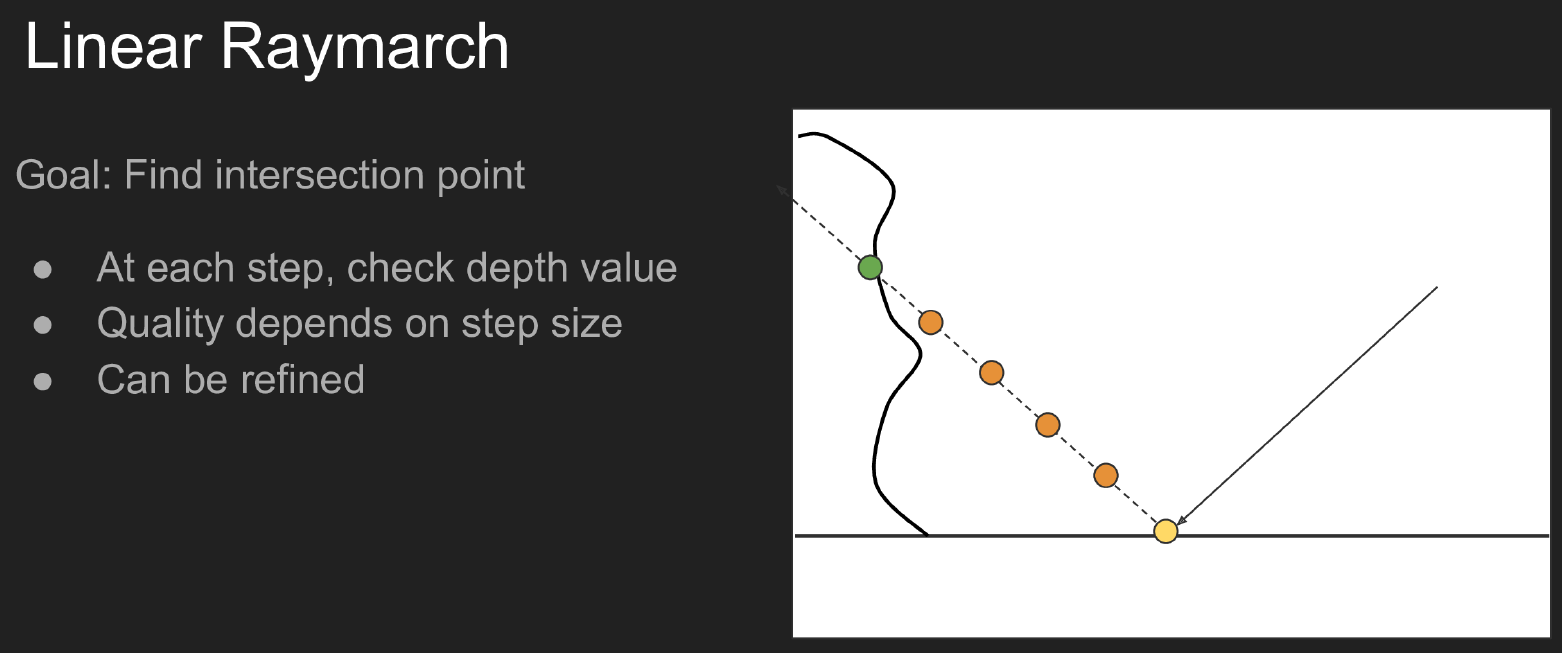 Linear Raymarch
Goal: Find intersection point
● At each step, check depth value
● Quality depends on step size
● Can be refined